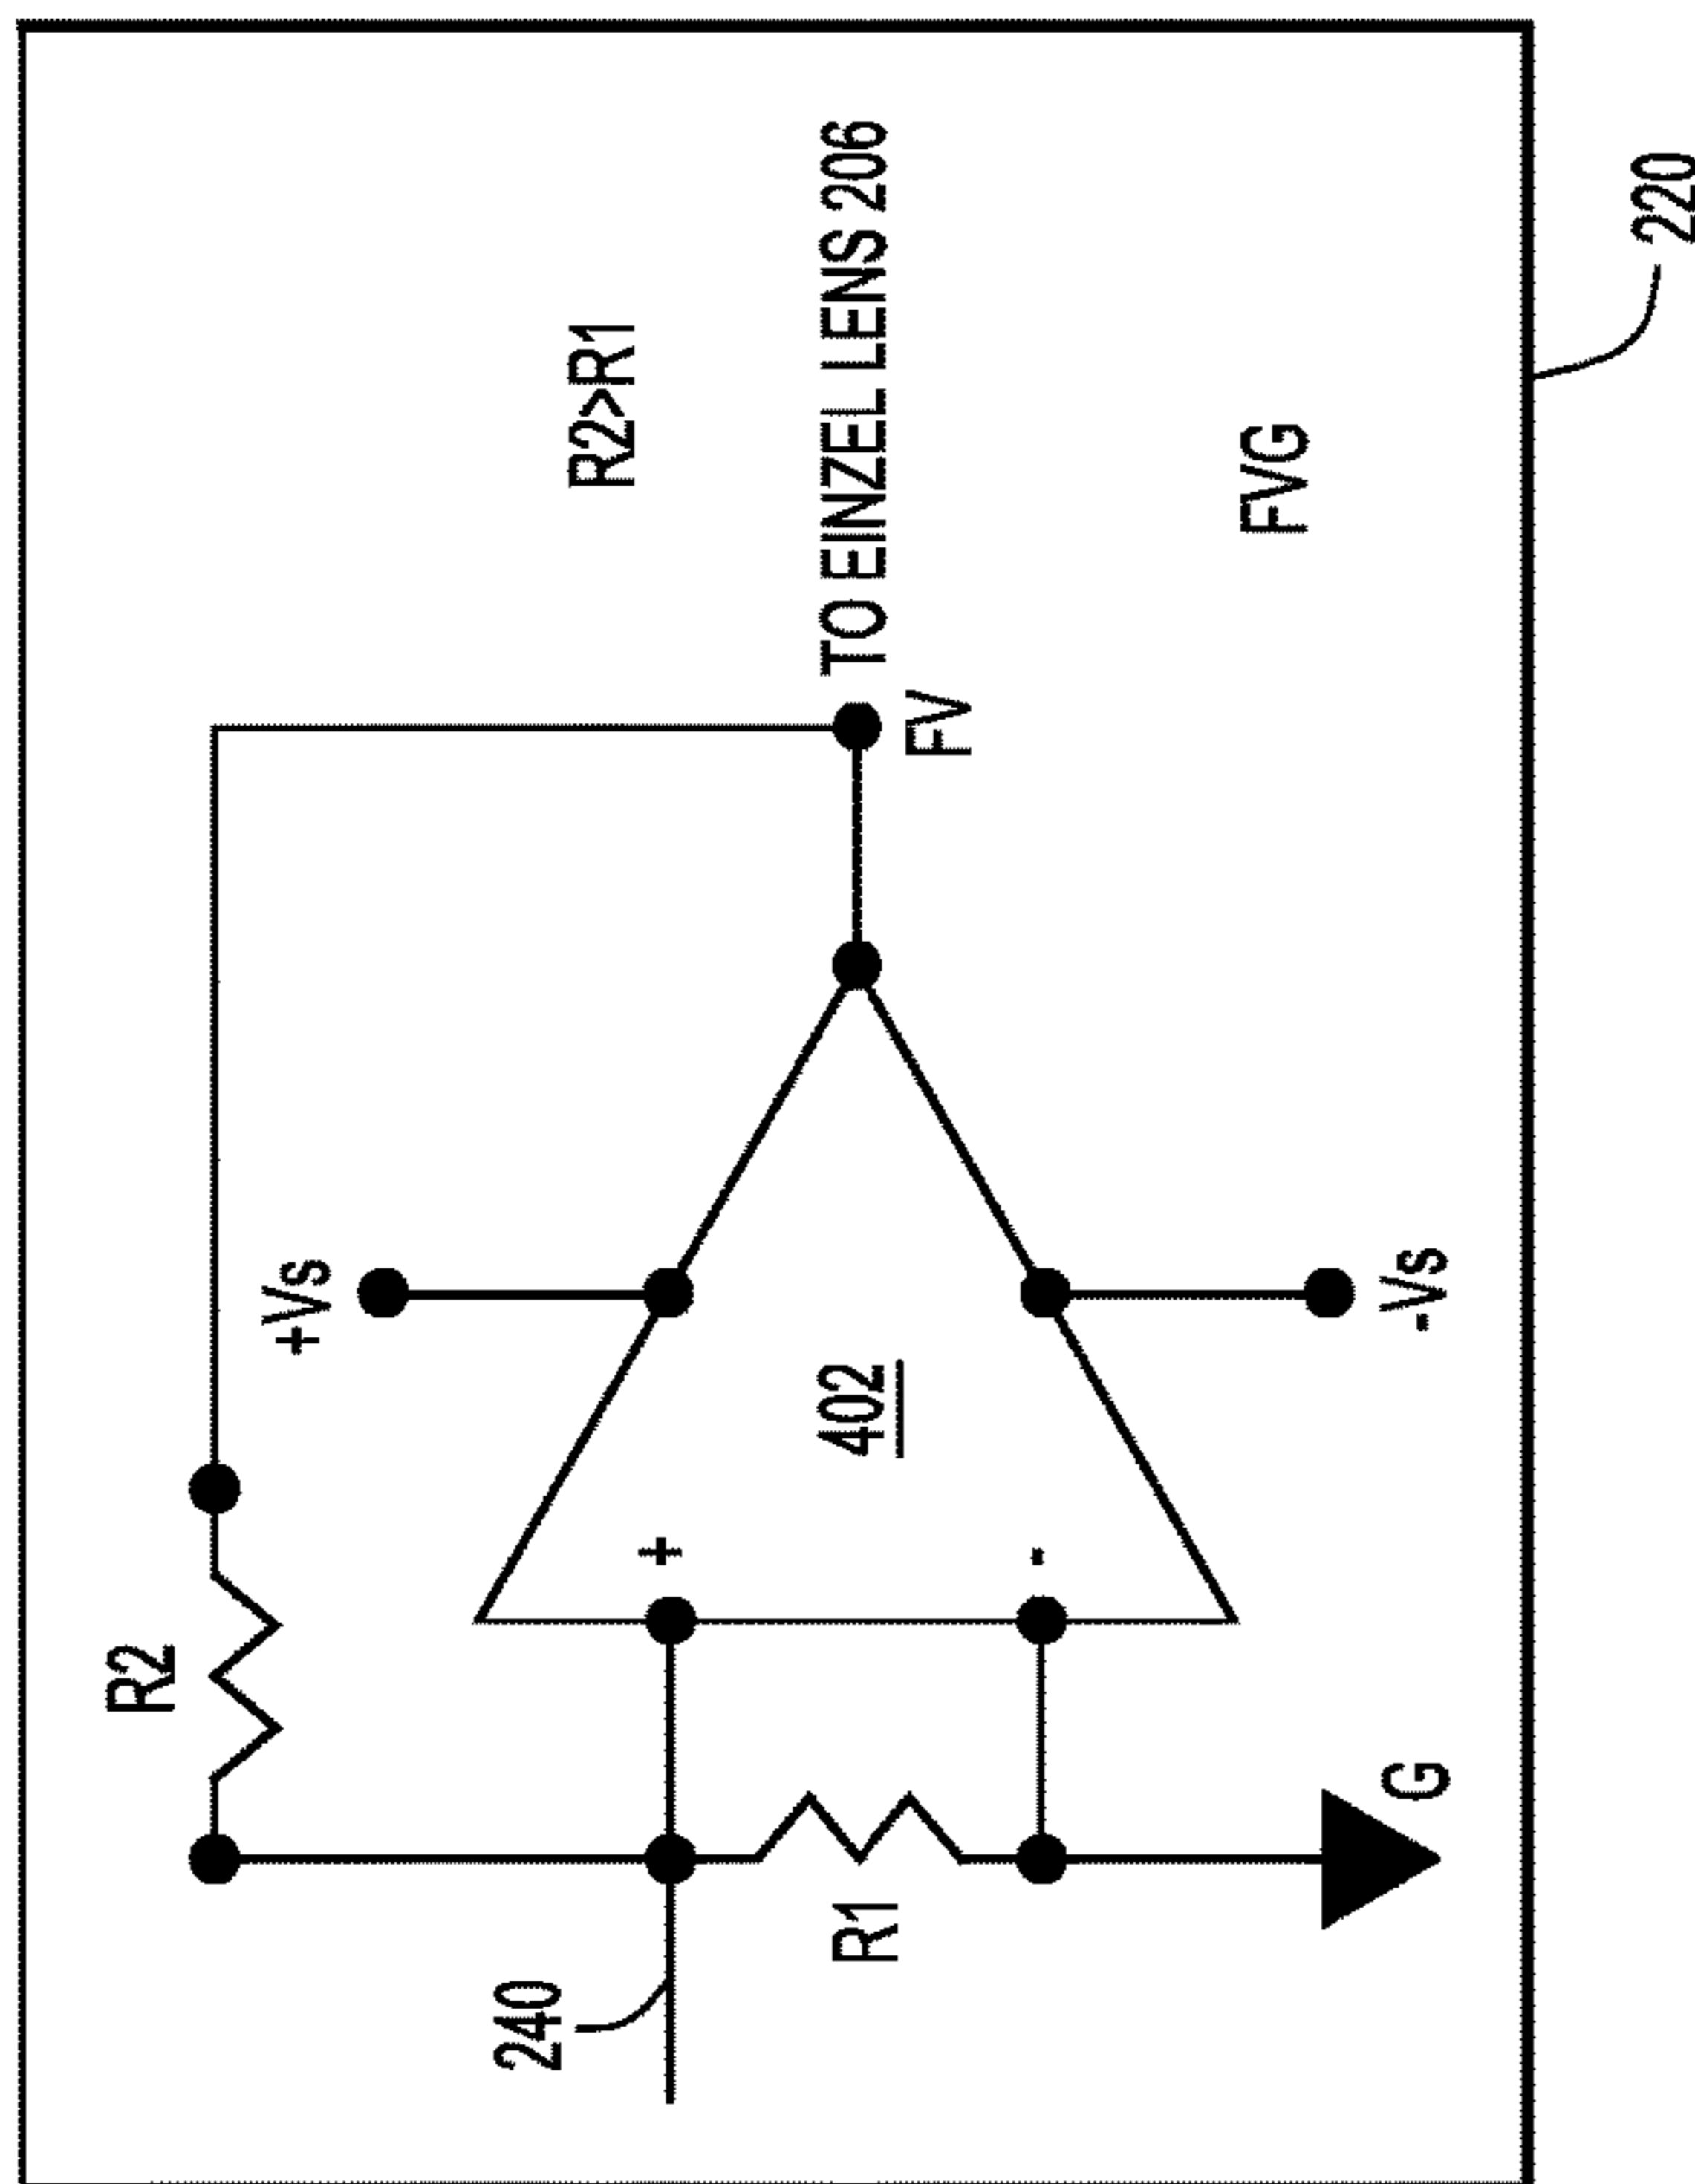 R2
+Vs
240
R2>R1
+
402
R1
TO EINZEL LENS 206
FV
-
FVG
G
-Vs
220